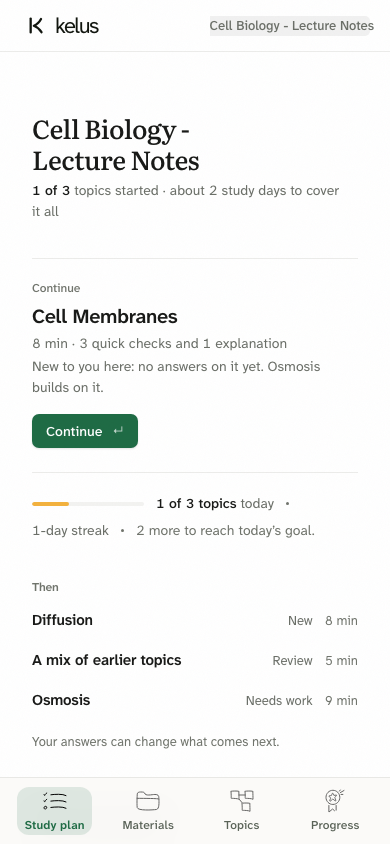 kelus
Cell Biology - Lecture Notes
Cell Biology -
Lecture Notes
1 of 3 topics started · about 2 study days to cover
it all
Continue
Cell Membranes
8 min · 3 quick checks and 1 explanation
New to you here: no answers on it yet. Osmosis
builds on it.
Continue ↵
1 of 3 topics today •
1-day streak • 2 more to reach today's goal.
Then
Diffusion New 8 min
A mix of earlier topics Review 5 min
Osmosis Needs work 9 min
Your answers can change what comes next.
Study plan Materials Topics Progress